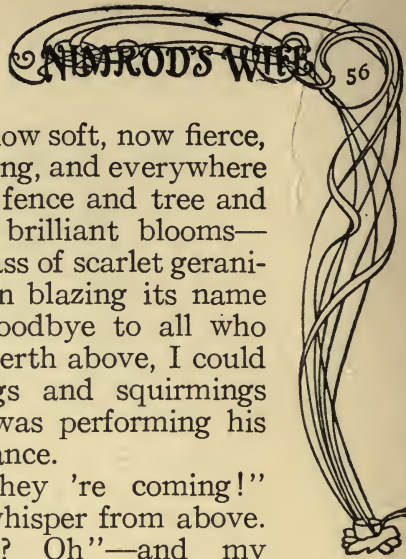 NIMROD'S WIFE 56
ow soft, now fierce,
ng, and everywhere
fence and tree and
brilliant blooms—
ass of scarlet gerani-
n blazing its name
oodbye to all who
erth above, I could
gs and squirmings
was performing his
ance.
hey 're coming!"
whisper from above.
? Oh"—and my